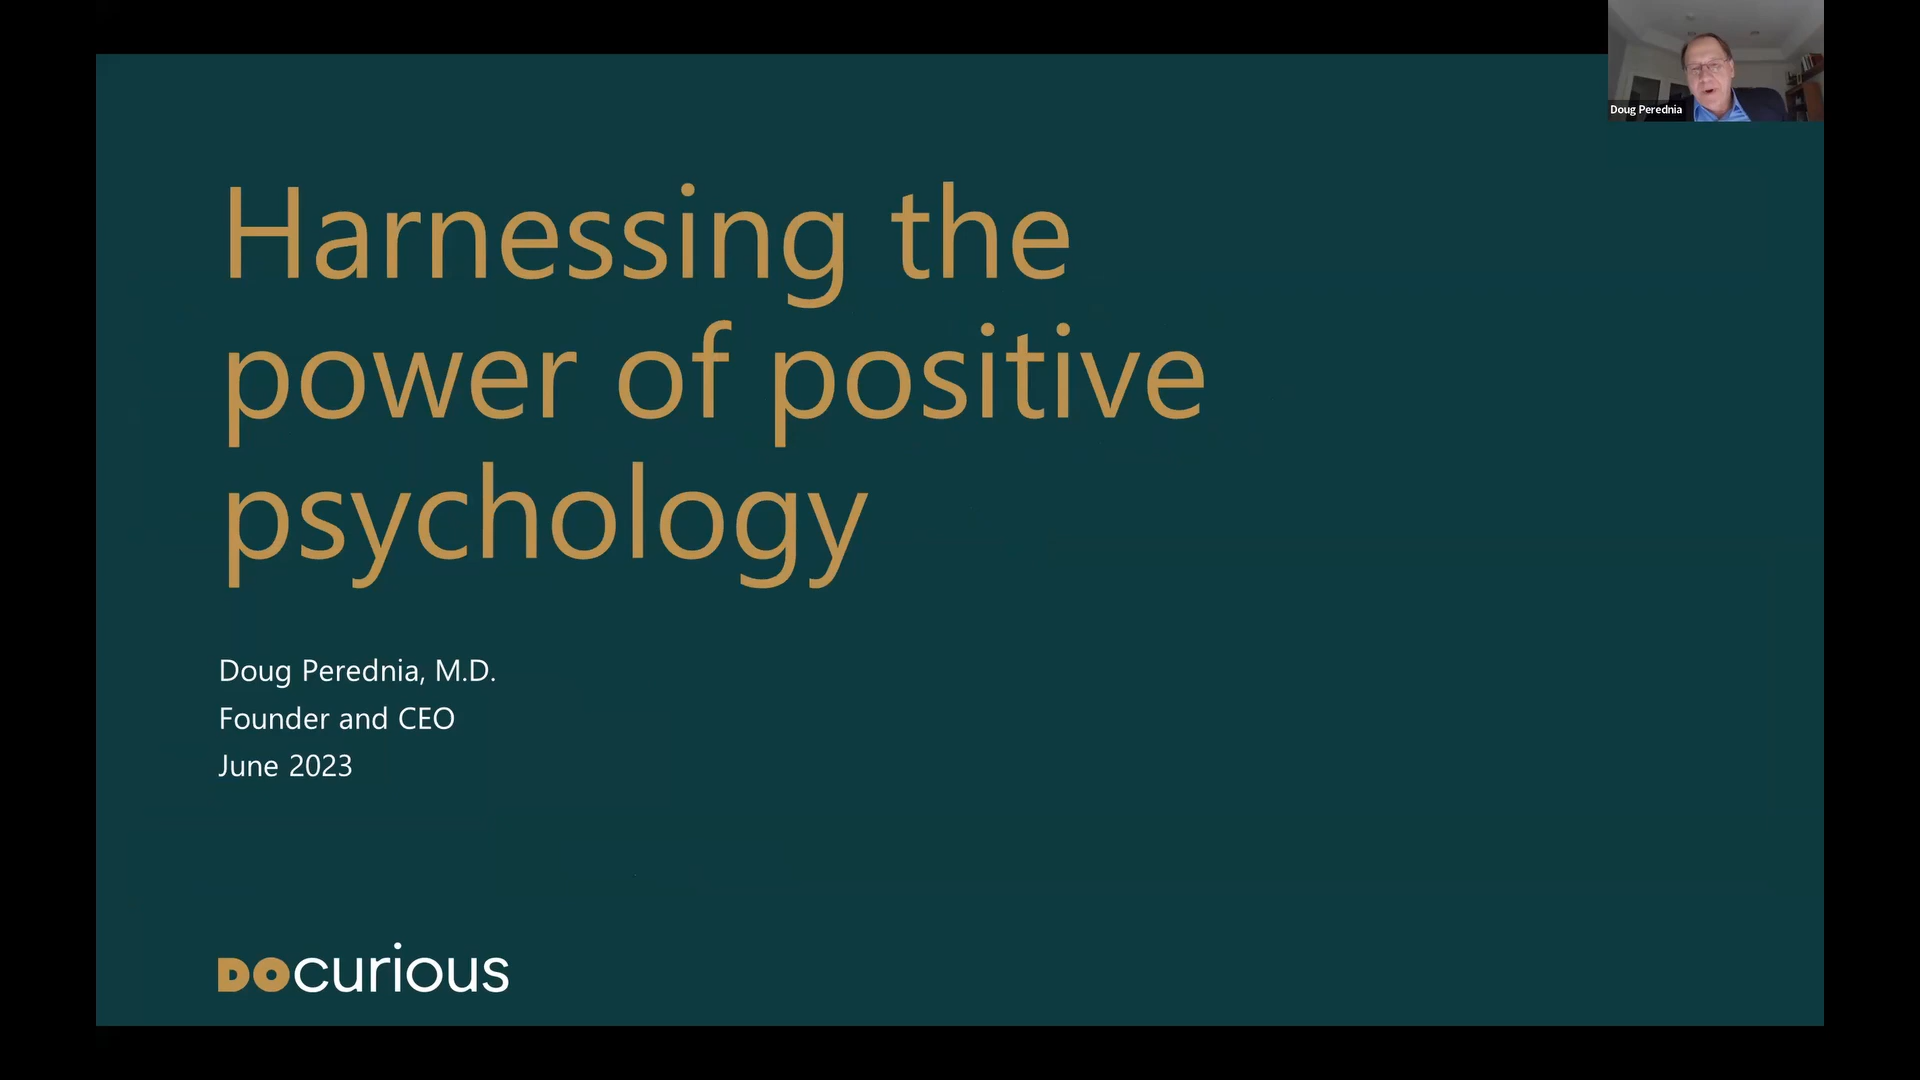 Doug Perednia
Harnessing the
power of positive
psychology
Doug Perednia, M.D.
Founder and CEO
June 2023
DOcurious